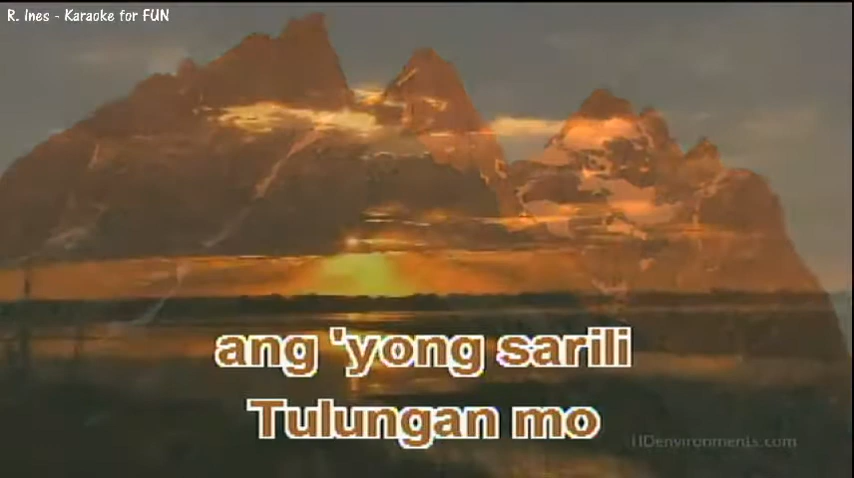 R. Ines - Karaoke for FUN
ang 'yong sarili
Tulungan mo
HDenvironments.com